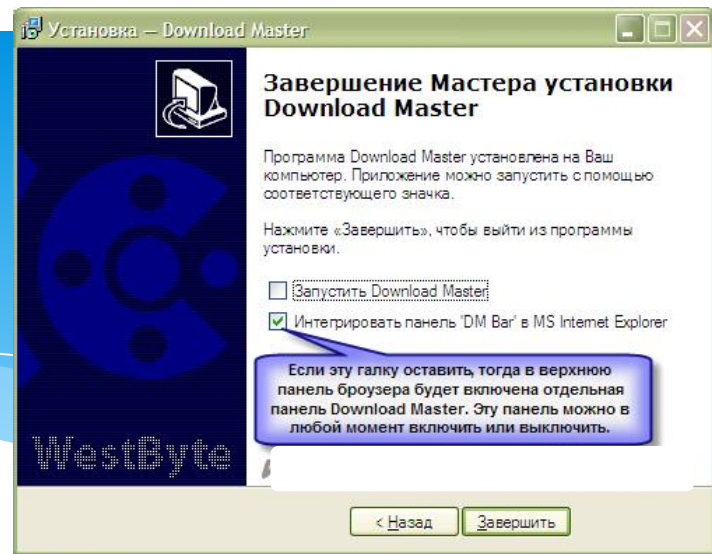 Установка — Download Master
Завершение Мастера установки
Download Master
Программа Download Master установлена на Ваш
компьютер. Приложение можно запустить с помощью
соответствующего значка.
Нажмите «Завершить», чтобы выйти из программы
установки.
Запустить Download Master
Интегрировать панель 'DM Bar' в MS Internet Explorer
Если эту галку оставить, тогда в верхнюю
панель броузера будет включена отдельная
панель Download Master. Эту панель можно в
любой момент включить или выключить.
WestByte
< Назад
Завершить